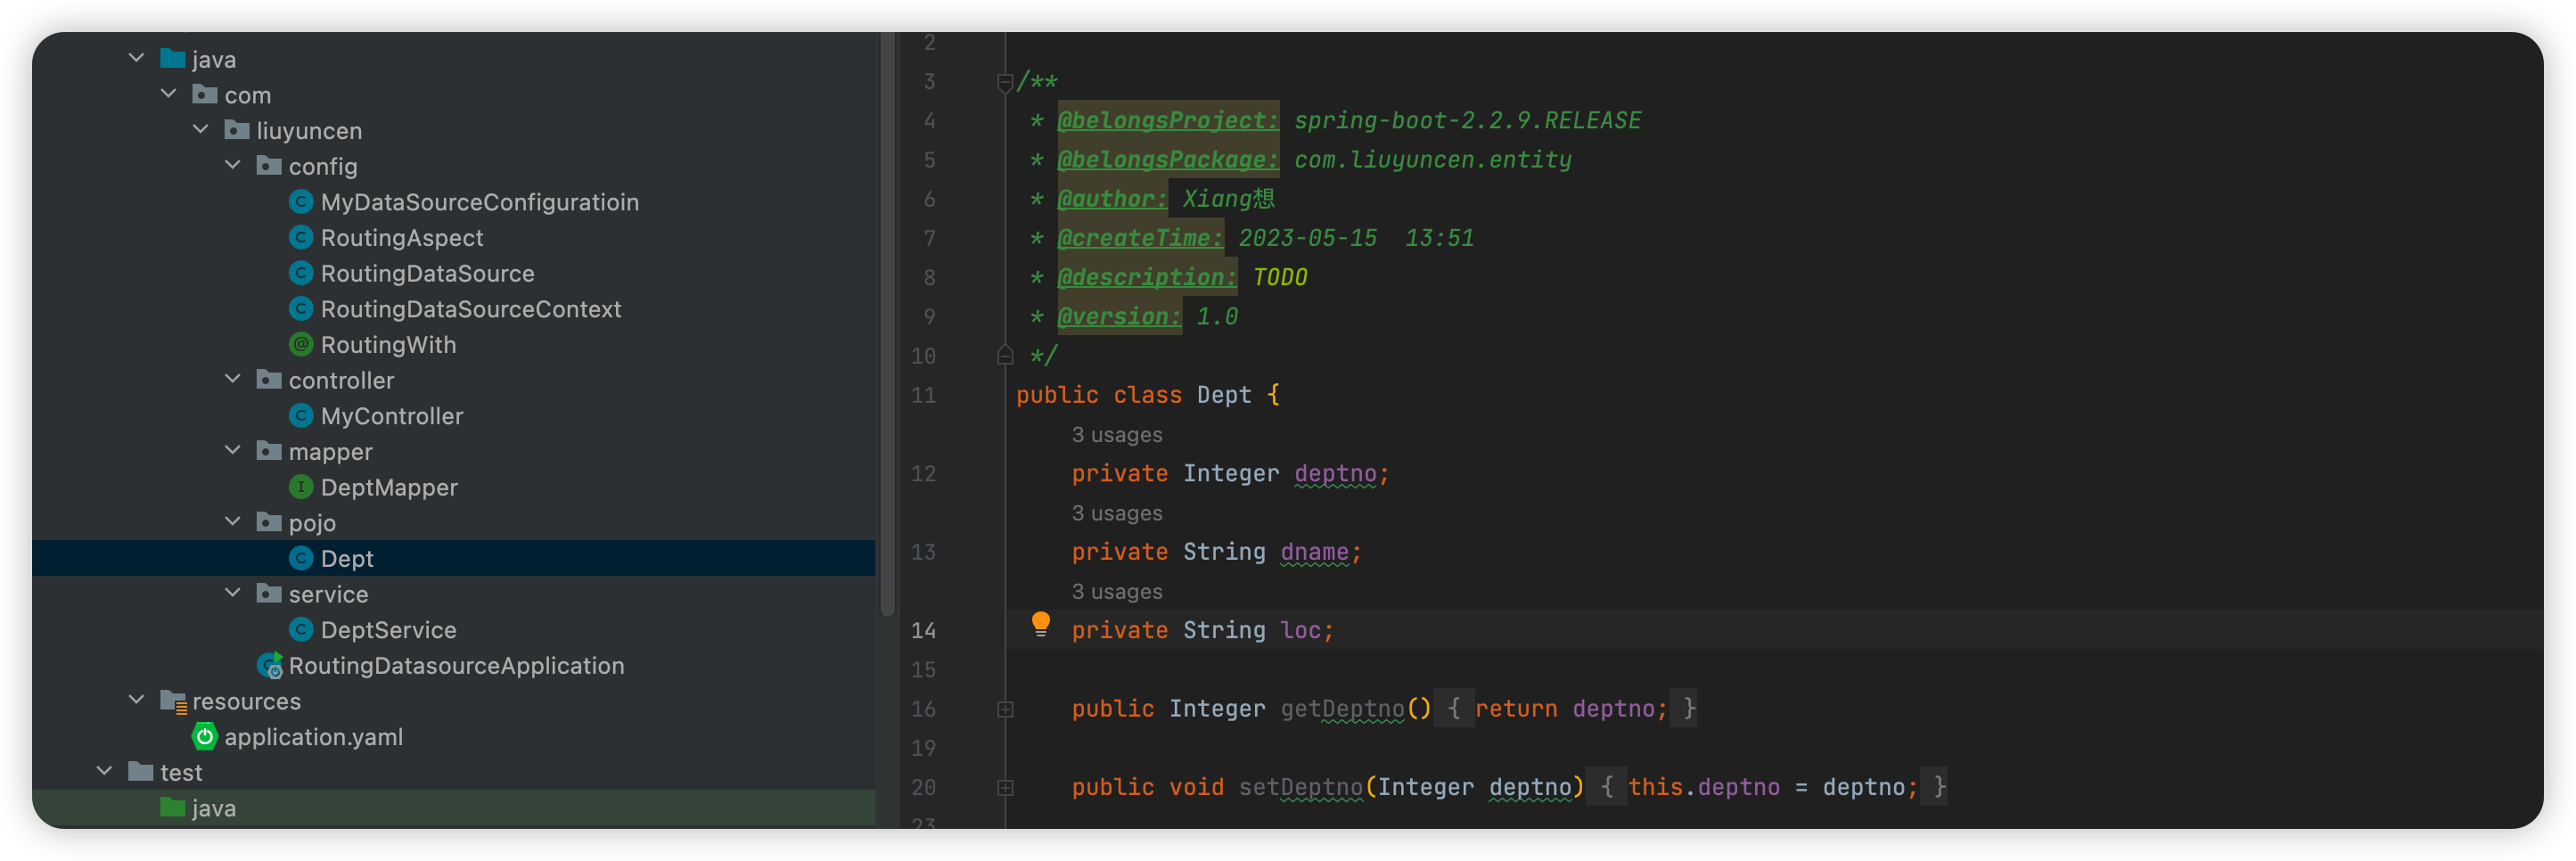 java
com
liuyuncen
config
MyDataSourceConfiguratioin
RoutingAspect
RoutingDataSource
RoutingDataSourceContext
RoutingWith
controller
MyController
mapper
DeptMapper
pojo
Dept
service
DeptService
RoutingDatasourceApplication
resources
application.yaml
test
java
2
3 /**
4 * @belongsProject: spring-boot-2.2.9.RELEASE
5 * @belongsPackage: com.liuyuncen.entity
6 * @author: Xiang想
7 * @createTime: 2023-05-15  13:51
8 * @description: TODO
9 * @version: 1.0
10 */
11 public class Dept {
3 usages
12 private Integer deptno;
3 usages
13 private String dname;
3 usages
14 private String loc;
15
16 public Integer getDeptno() { return deptno; }
19
20 public void setDeptno(Integer deptno) { this.deptno = deptno; }
23